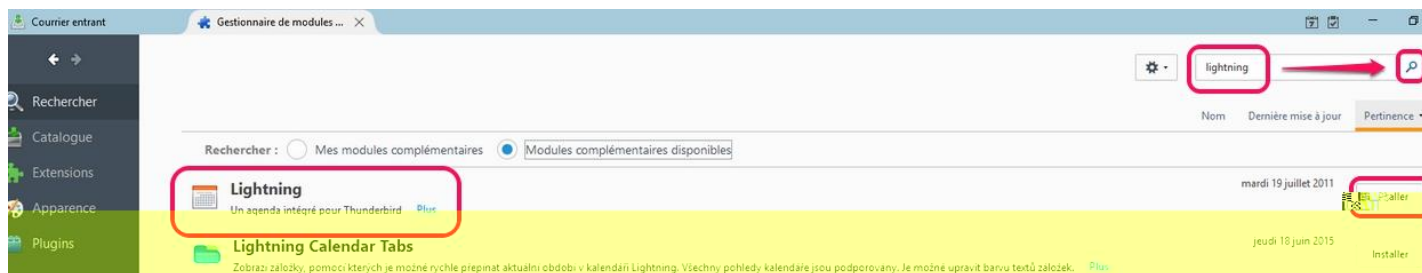 Courrier entrant
Gestionnaire de modules ...
lightning
Rechercher
Nom Dernière mise à jour Pertinence
Catalogue
Rechercher : Mes modules complémentaires Modules complémentaires disponibles
Extensions
Lightning mardi 19 juillet 2011
Apparence
Un agenda intégré pour Thunderbird Plus
Plugins
Lightning Calendar Tabs jeudi 18 juin 2015
Installer
Zobrazí záložky, pomocí kterých je možné rychle přepínat aktuální období v kalendáři Lightning. Všechny pohledy kalendáře jsou podporovány. Je možné upravit barvu textů záložek. Plus